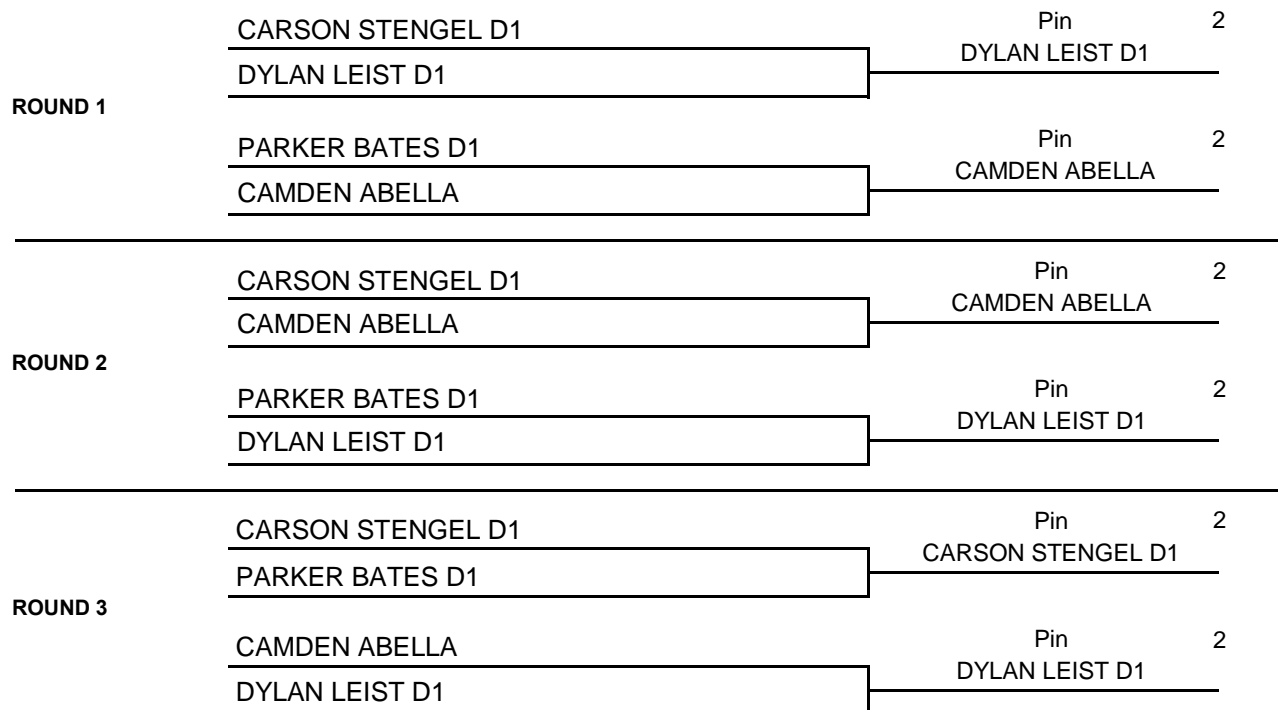 CARSON STENGEL D1
Pin 2
DYLAN LEIST D1
DYLAN LEIST D1
ROUND 1
PARKER BATES D1
Pin 2
CAMDEN ABELLA
CAMDEN ABELLA
CARSON STENGEL D1
Pin 2
CAMDEN ABELLA
CAMDEN ABELLA
ROUND 2
PARKER BATES D1
Pin 2
DYLAN LEIST D1
DYLAN LEIST D1
CARSON STENGEL D1
Pin 2
CARSON STENGEL D1
PARKER BATES D1
ROUND 3
CAMDEN ABELLA
Pin 2
DYLAN LEIST D1
DYLAN LEIST D1